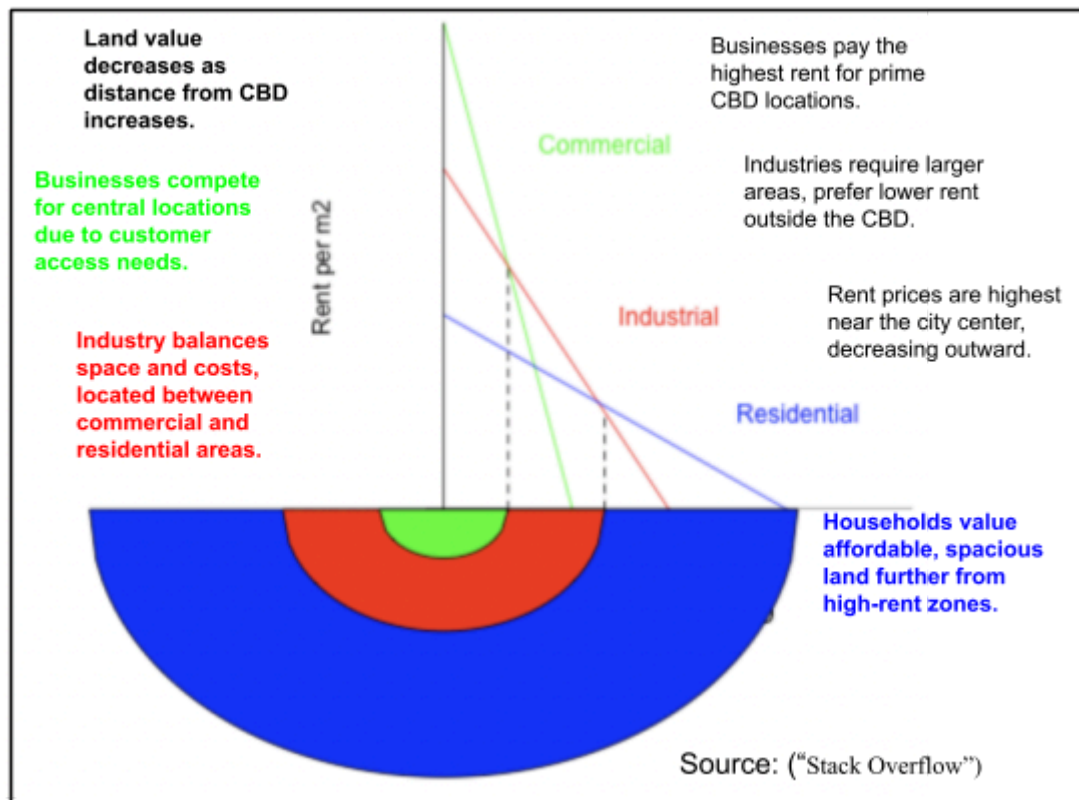 Land value
decreases as
distance from CBD
increases.
Businesses pay the
highest rent for prime
CBD locations.
Commercial
Businesses compete
for central locations
due to customer
access needs.
Industries require larger
areas, prefer lower rent
outside the CBD.
Rent per m2
Industrial
Rent prices are highest
near the city center,
decreasing outward.
Industry balances
space and costs,
located between
commercial and
residential areas.
Residential
Households value
affordable, spacious
land further from
high-rent zones.
Source: (“Stack Overflow”)